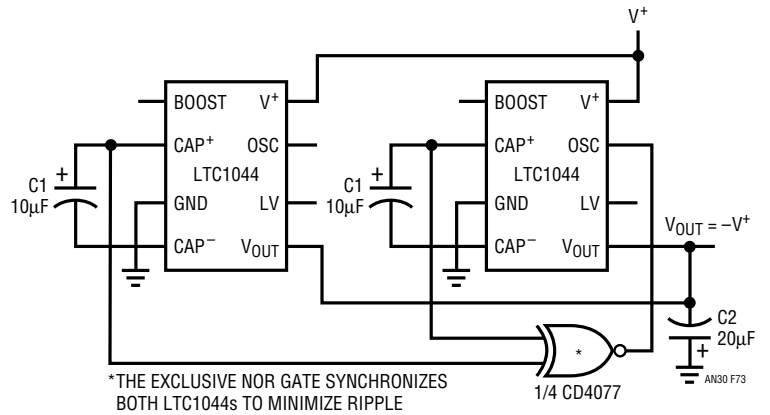 V+
BOOST V+
CAP+ OSC
LTC1044
GND LV
CAP− VOUT
+
C1
10µF
BOOST V+
CAP+ OSC
LTC1044
GND LV
CAP− VOUT
+
C1
10µF
VOUT = –V+
C2
20µF
+
AN30 F73
*
1/4 CD4077
*THE EXCLUSIVE NOR GATE SYNCHRONIZES
BOTH LTC1044s TO MINIMIZE RIPPLE